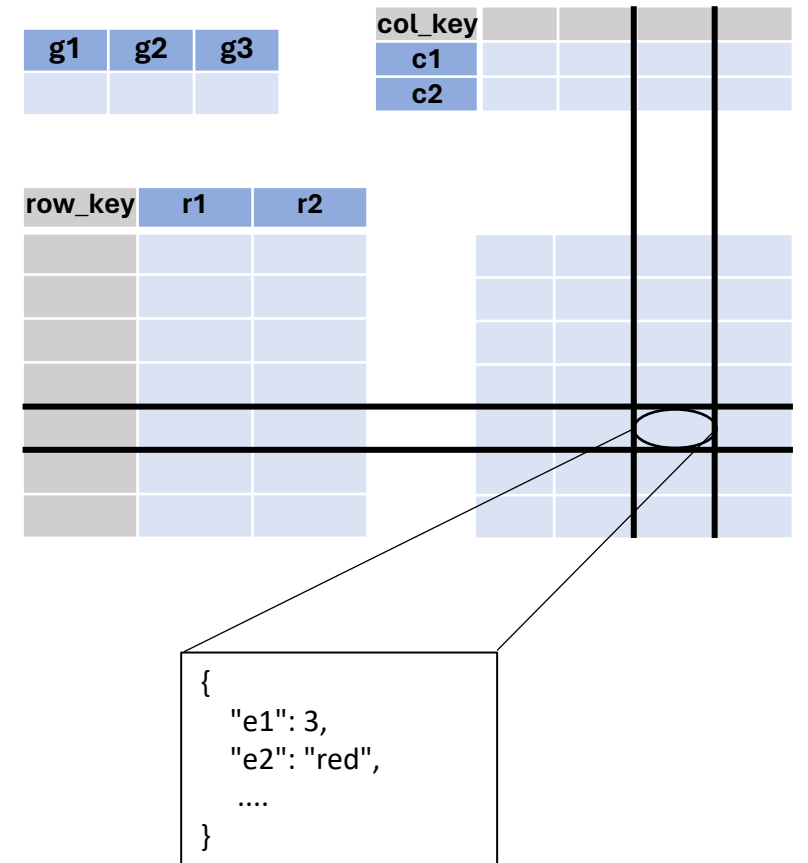 col_key
g1 g2 g3
c1
c2
row_key r1 r2
{
"e1": 3,
"e2": "red",
....
}